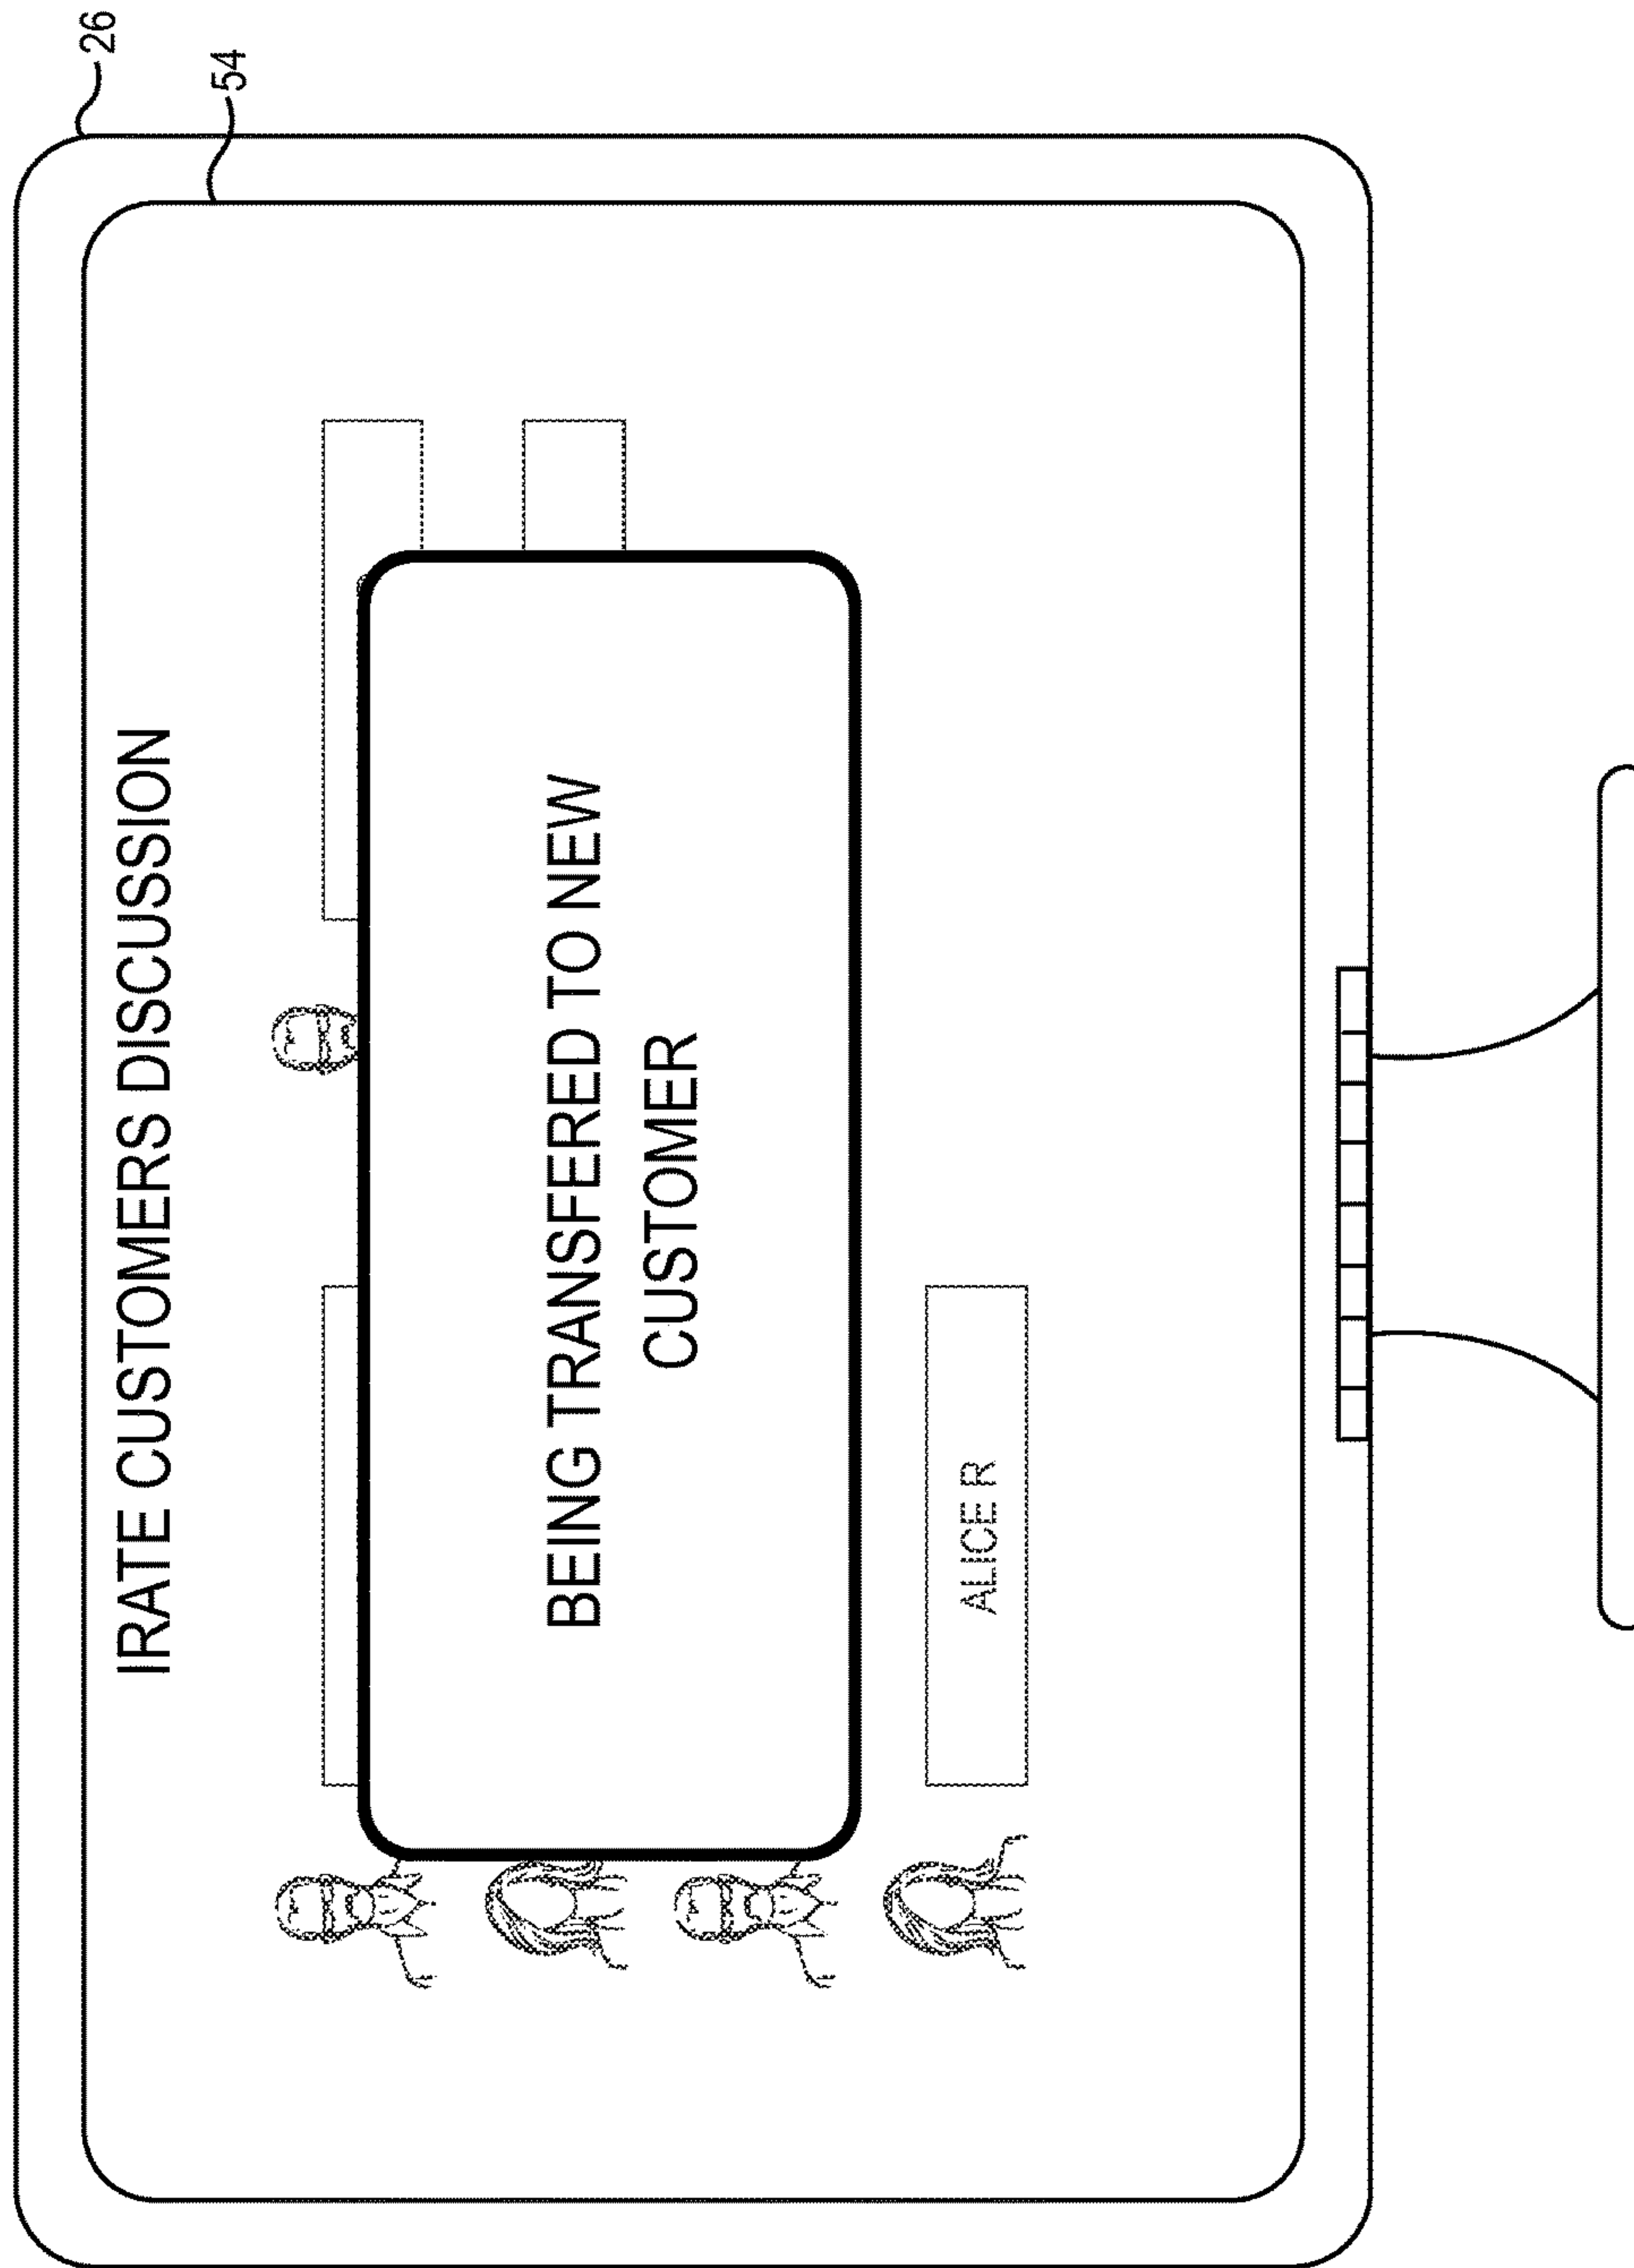 26
54
IRATE CUSTOMERS DISCUSSION
BEING TRANSFERED TO NEW
CUSTOMER
ALICE R